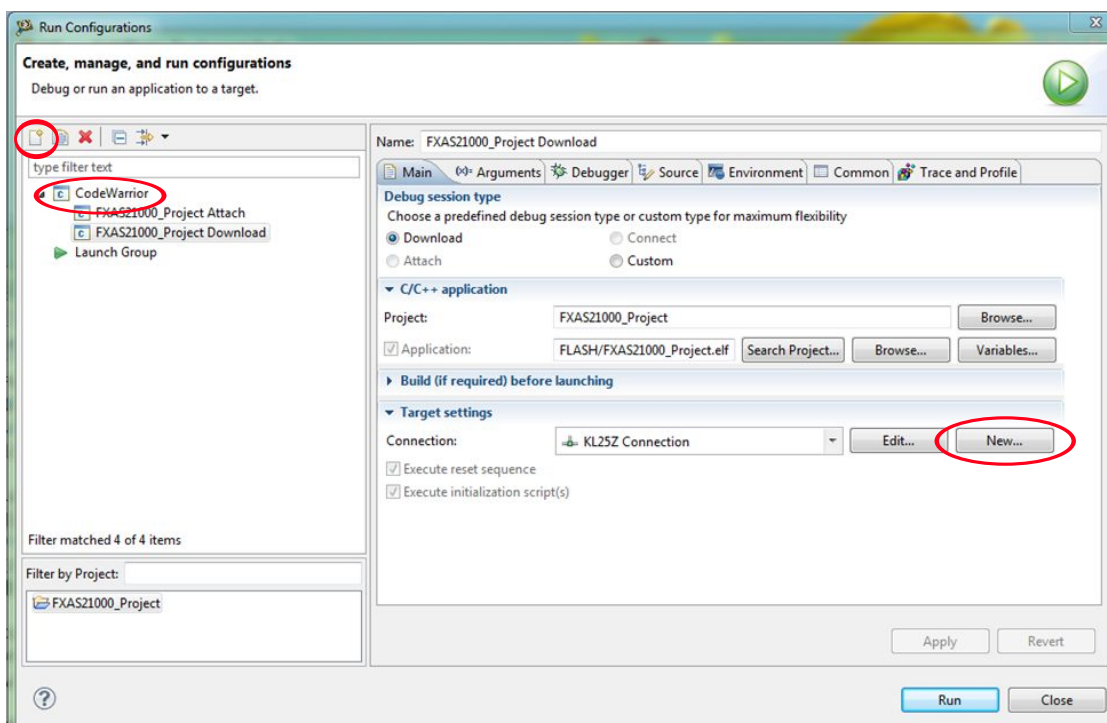 Run Configurations
Create, manage, and run configurations
Debug or run an application to a target.
type filter text
CodeWarrior
FXAS21000_Project Attach
FXAS21000_Project Download
Launch Group
Filter matched 4 of 4 items
Filter by Project:
FXAS21000_Project
Name: FXAS21000_Project Download
Main (x)= Arguments Debugger Source Environment Common Trace and Profile
Debug session type
Choose a predefined debug session type or custom type for maximum flexibility
Download Connect
Attach Custom
C/C++ application
Project: FXAS21000_Project Browse...
Application: FLASH/FXAS21000_Project.elf Search Project... Browse... Variables...
Build (if required) before launching
Target settings
Connection: KL25Z Connection Edit... New...
Execute reset sequence
Execute initialization script(s)
Apply Revert
Run Close